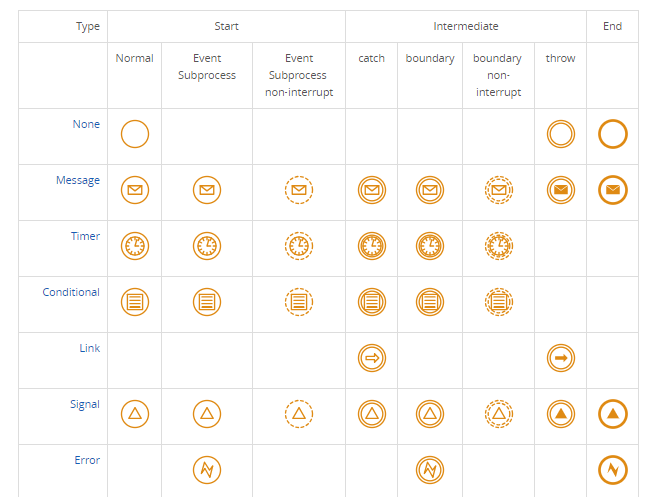 Type Start Intermediate End
Normal Event Subprocess Event Subprocess non-interrupt catch boundary boundary non-interrupt throw
None
Message
Timer
Conditional
Link
Signal
Error